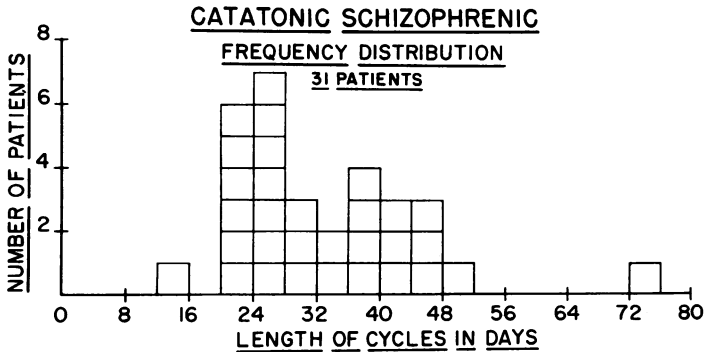 CATATONIC SCHIZOPHRENIC
FREQUENCY DISTRIBUTION
31 PATIENTS
NUMBER OF PATIENTS
8
6
4
2
0 8 16 24 32 40 48 56 64 72 80
LENGTH OF CYCLES IN DAYS